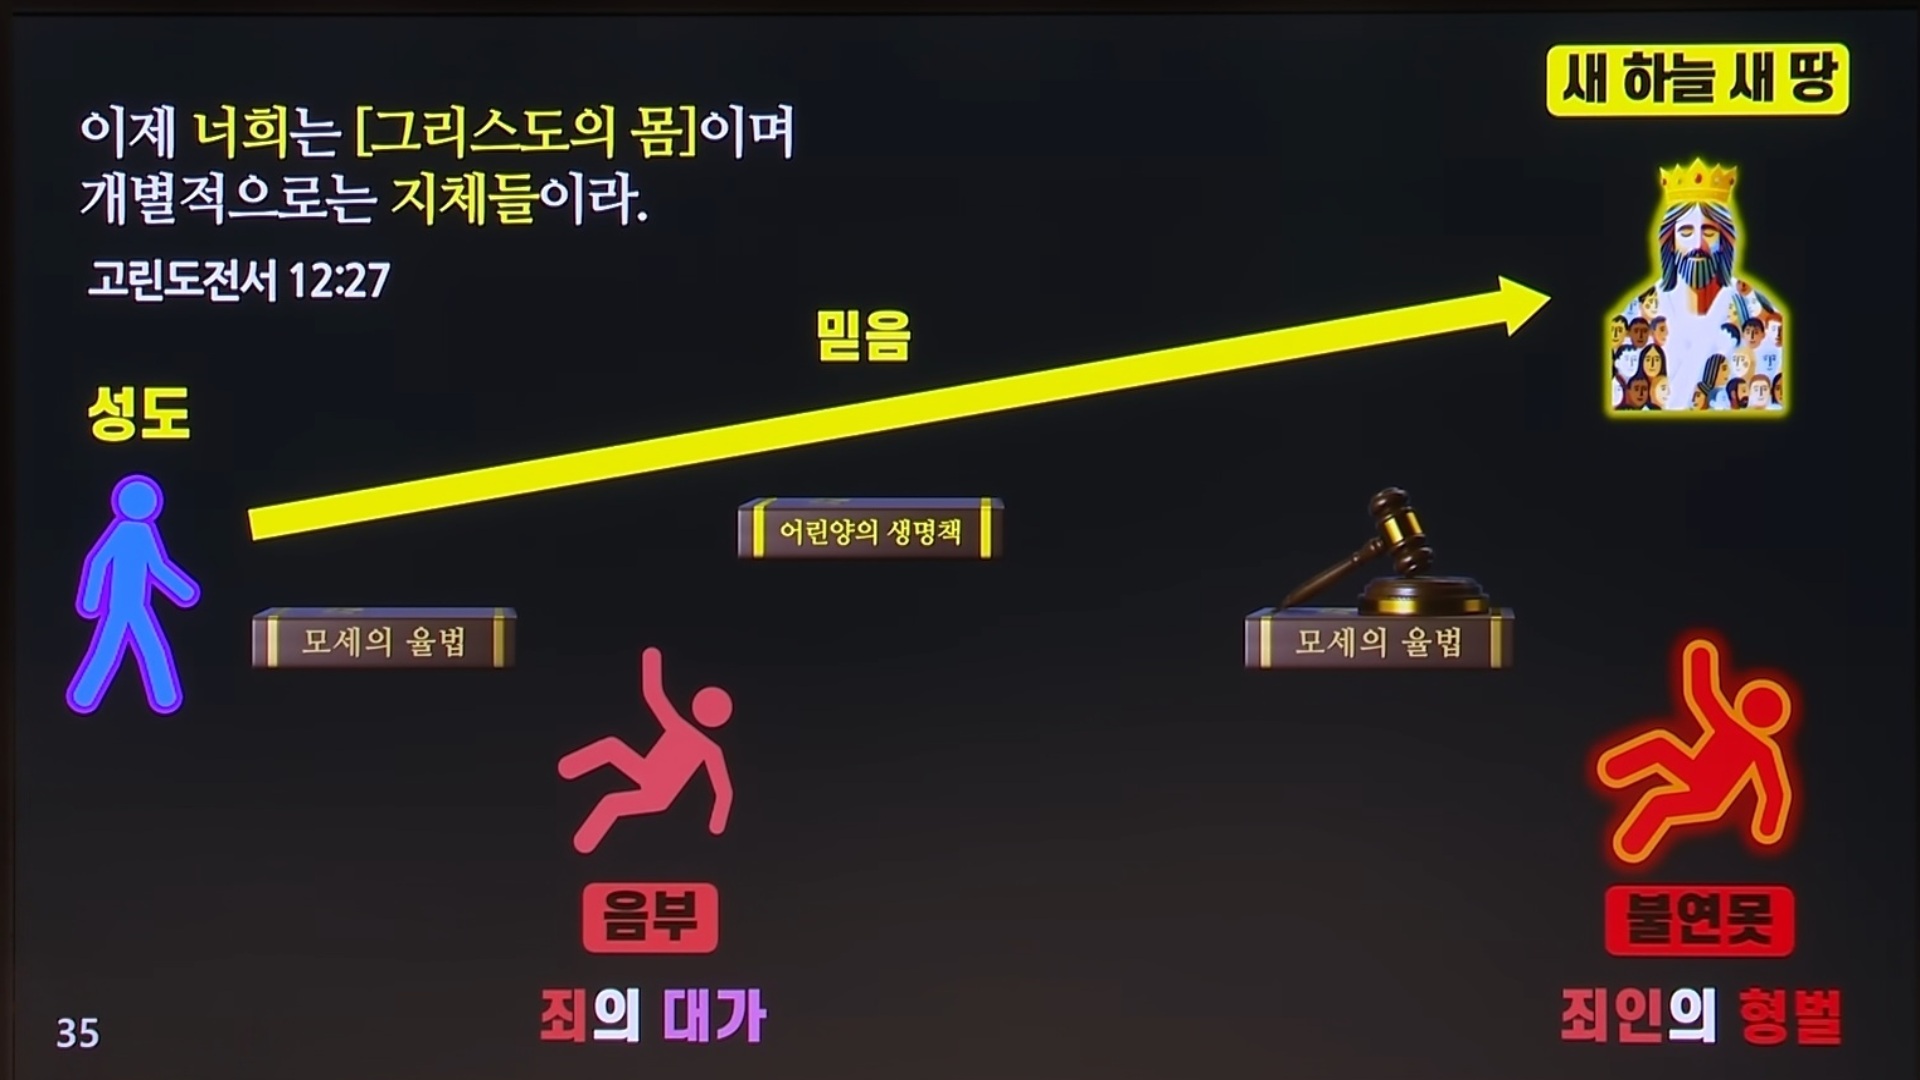 새 하늘 새 땅
이제 너희는 [그리스도의 몸]이며
개별적으로는 지체들이라.
고린도전서 12:27
믿음
성도
어린양의 생명책
모세의 율법
모세의 율법
음부
불연못
죄의 대가
죄인의 형벌
35